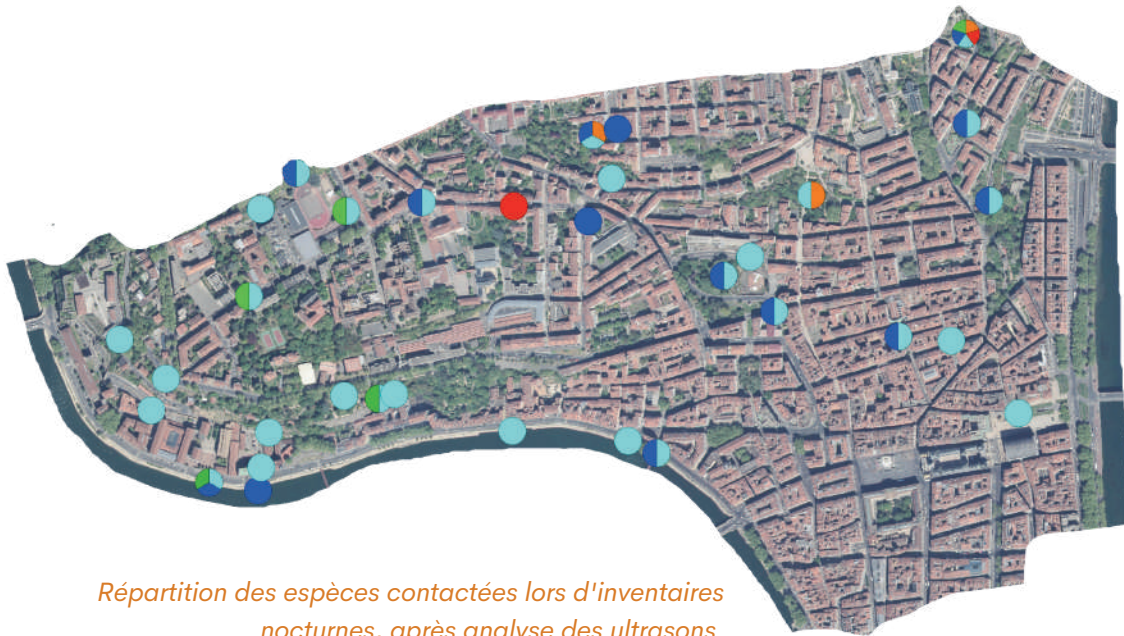 Répartition des espèces contactées lors d'inventaires
nocturnes, après analyse des ultrasons